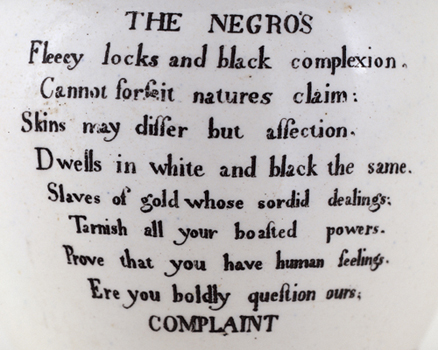 THE NEGRO'S
Fleecy locks and black complexion.
Cannot forfeit natures claim:
Skins may differ but affection.
Dwells in white and black the same.
Slaves of gold whose sordid dealings:
Tarnish all your boaſted powers.
Prove that you have human feelings.
Ere you boldly queſtion ours;
COMPLAINT